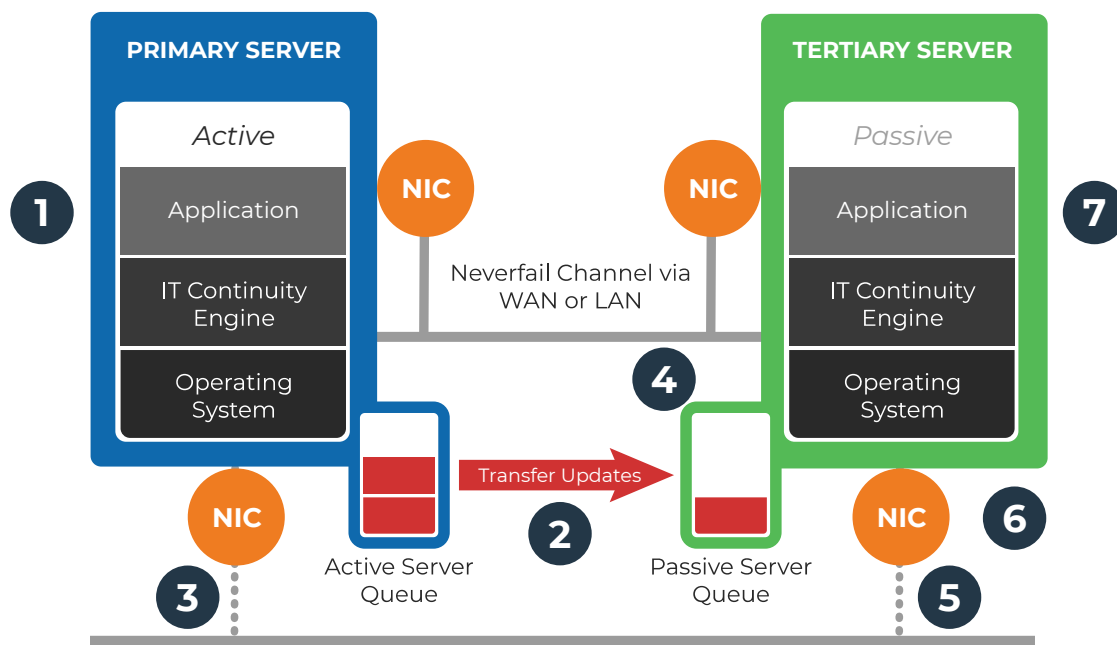 PRIMARY SERVER
TERTIARY SERVER
Active
Passive
NIC
NIC
1
Application
Application
7
Neverfail Channel via
WAN or LAN
IT Continuity
Engine
IT Continuity
Engine
4
Operating
System
Operating
System
Transfer Updates
NIC
2
NIC
6
Active Server
Queue
Passive Server
Queue
3
5